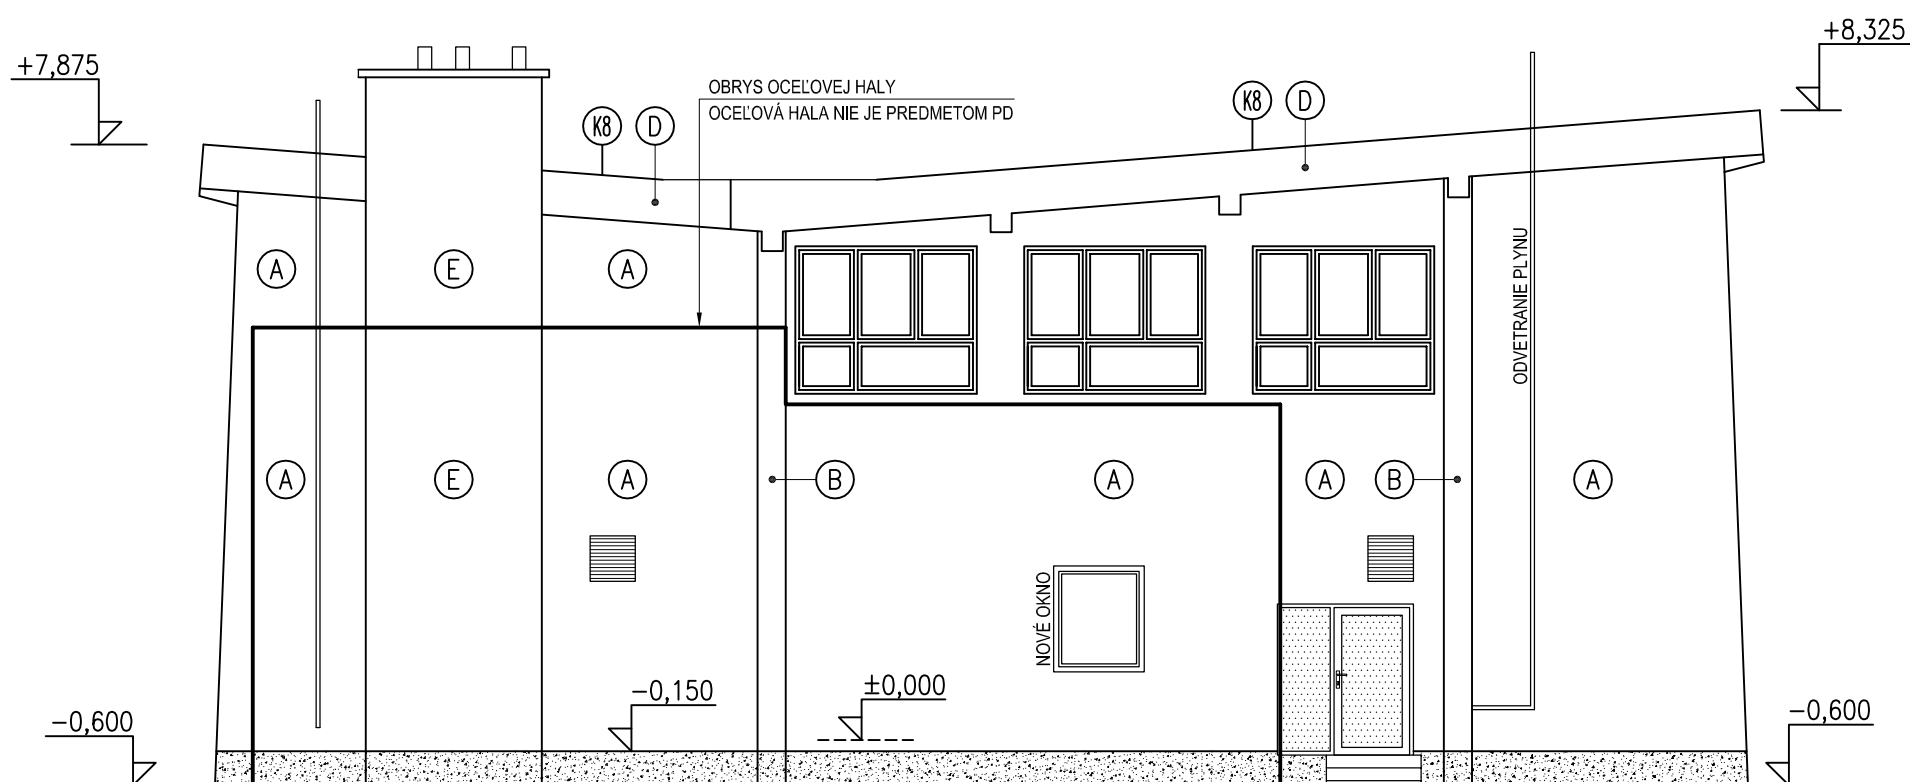 +8,325
+7,875
OBRYS OCEĽOVEJ HALY
OCEĽOVÁ HALA NIE JE PREDMETOM PD
K8
D
K8
D
A
E
A
ODVETRANIE PLYNU
A
E
A
B
A
A
B
A
NOVÉ OKNO
-0,150
±0,000
-0,600
-0,600